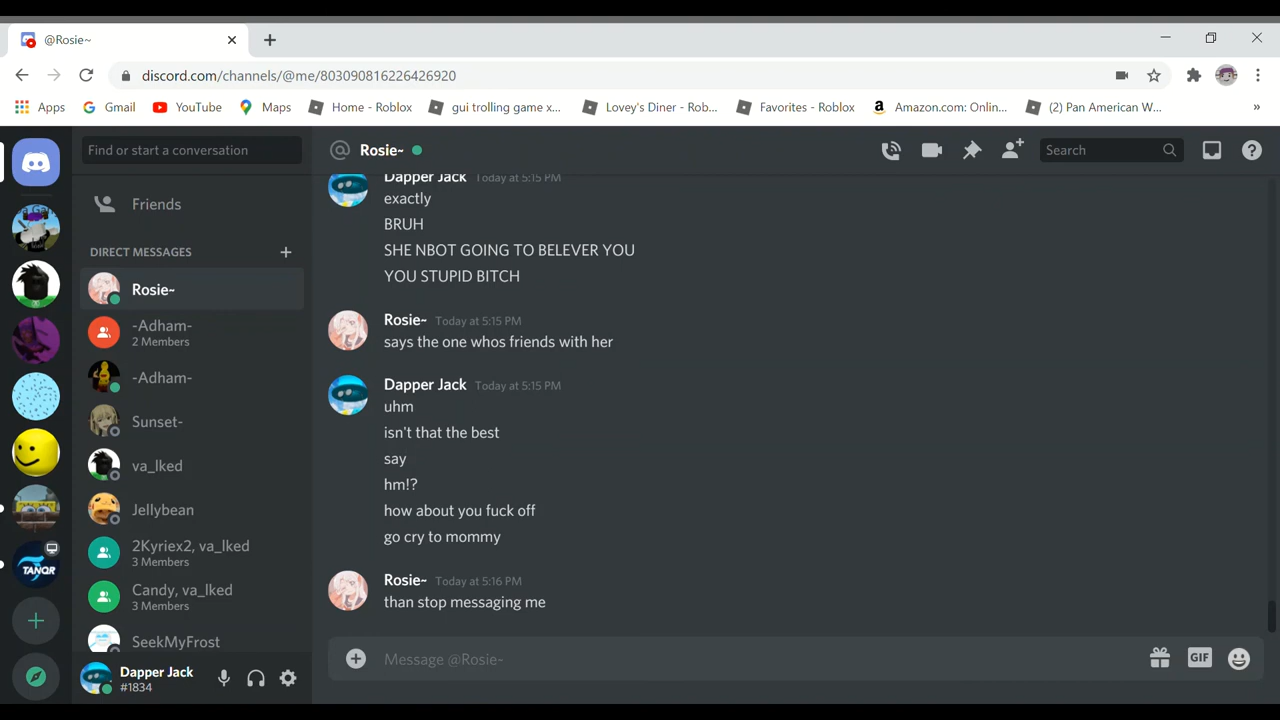 @Rosie~
discord.com/channels/@me/803090816226426920
Apps
Gmail
YouTube
Maps
Home - Roblox
gui trolling game x...
Lovey's Diner - Rob...
Favorites - Roblox
Amazon.com: Onlin...
(2) Pan American W...
»
Find or start a conversation
Friends
DIRECT MESSAGES
Rosie~
-Adham-
2 Members
-Adham-
Sunset-
va_lked
Jellybean
2Kyriex2, va_lked
3 Members
Candy, va_lked
3 Members
SeekMyFrost
TANQR
Dapper Jack
#1834
Rosie~
Search
Dapper Jack Today at 5:15 PM
exactly
BRUH
SHE NBOT GOING TO BELEVER YOU
YOU STUPID BITCH
Rosie~ Today at 5:15 PM
says the one whos friends with her
Dapper Jack Today at 5:15 PM
uhm
isn't that the best
say
hm!?
how about you fuck off
go cry to mommy
Rosie~ Today at 5:16 PM
than stop messaging me
Message @Rosie~
GIF